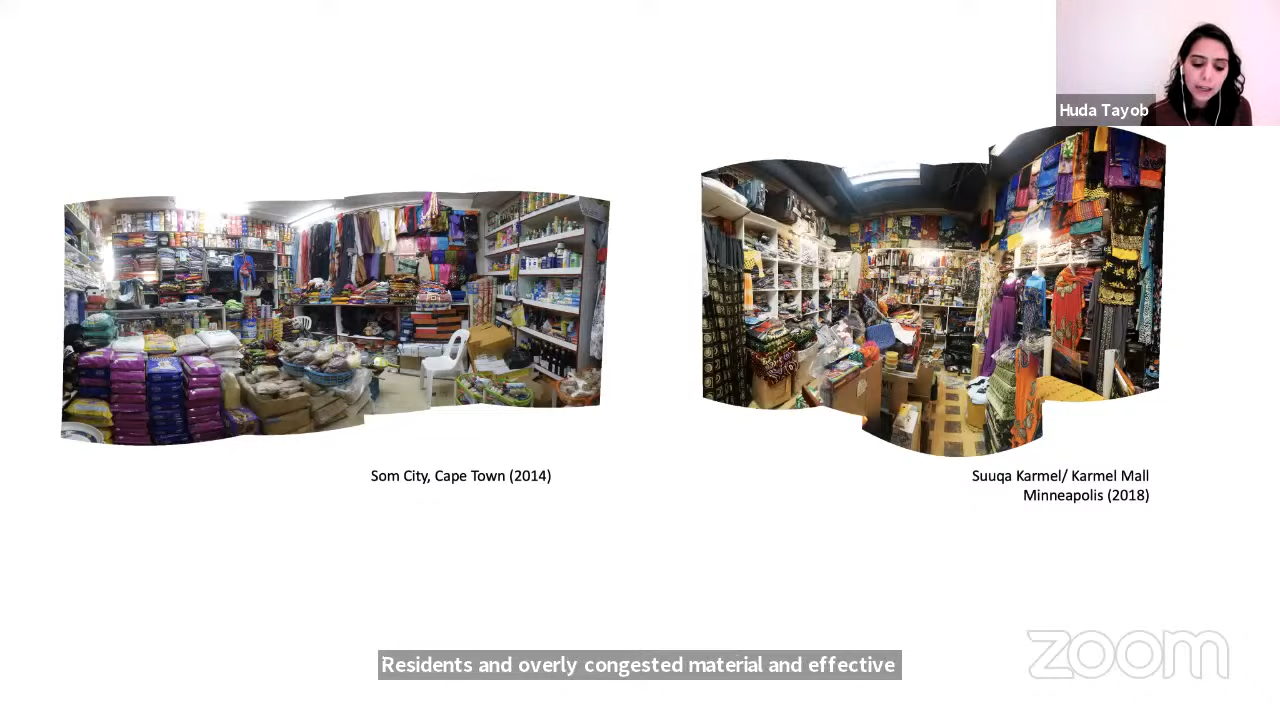 Huda Tayob
Som City, Cape Town (2014)
Suuqa Karmel/ Karmel Mall
Minneapolis (2018)
Residents and overly congested material and effective
zoom